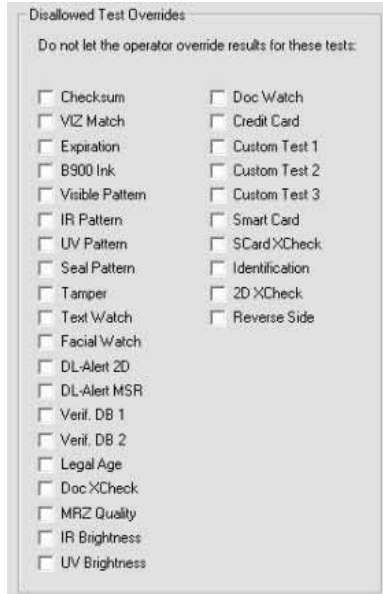 Disallowed Test Overrides
Do not let the operator override results for these tests:
Checksum
VIZ Match
Expiration
B900 Ink
Visible Pattern
IR Pattern
UV Pattern
Seal Pattern
Tamper
Text Watch
Facial Watch
DL-Alert 2D
DL-Alert MSR
Verif. DB 1
Verif. DB 2
Legal Age
Doc XCheck
MRZ Quality
IR Brightness
UV Brightness
Doc Watch
Credit Card
Custom Test 1
Custom Test 2
Custom Test 3
Smart Card
SCard XCheck
Identification
2D XCheck
Reverse Side